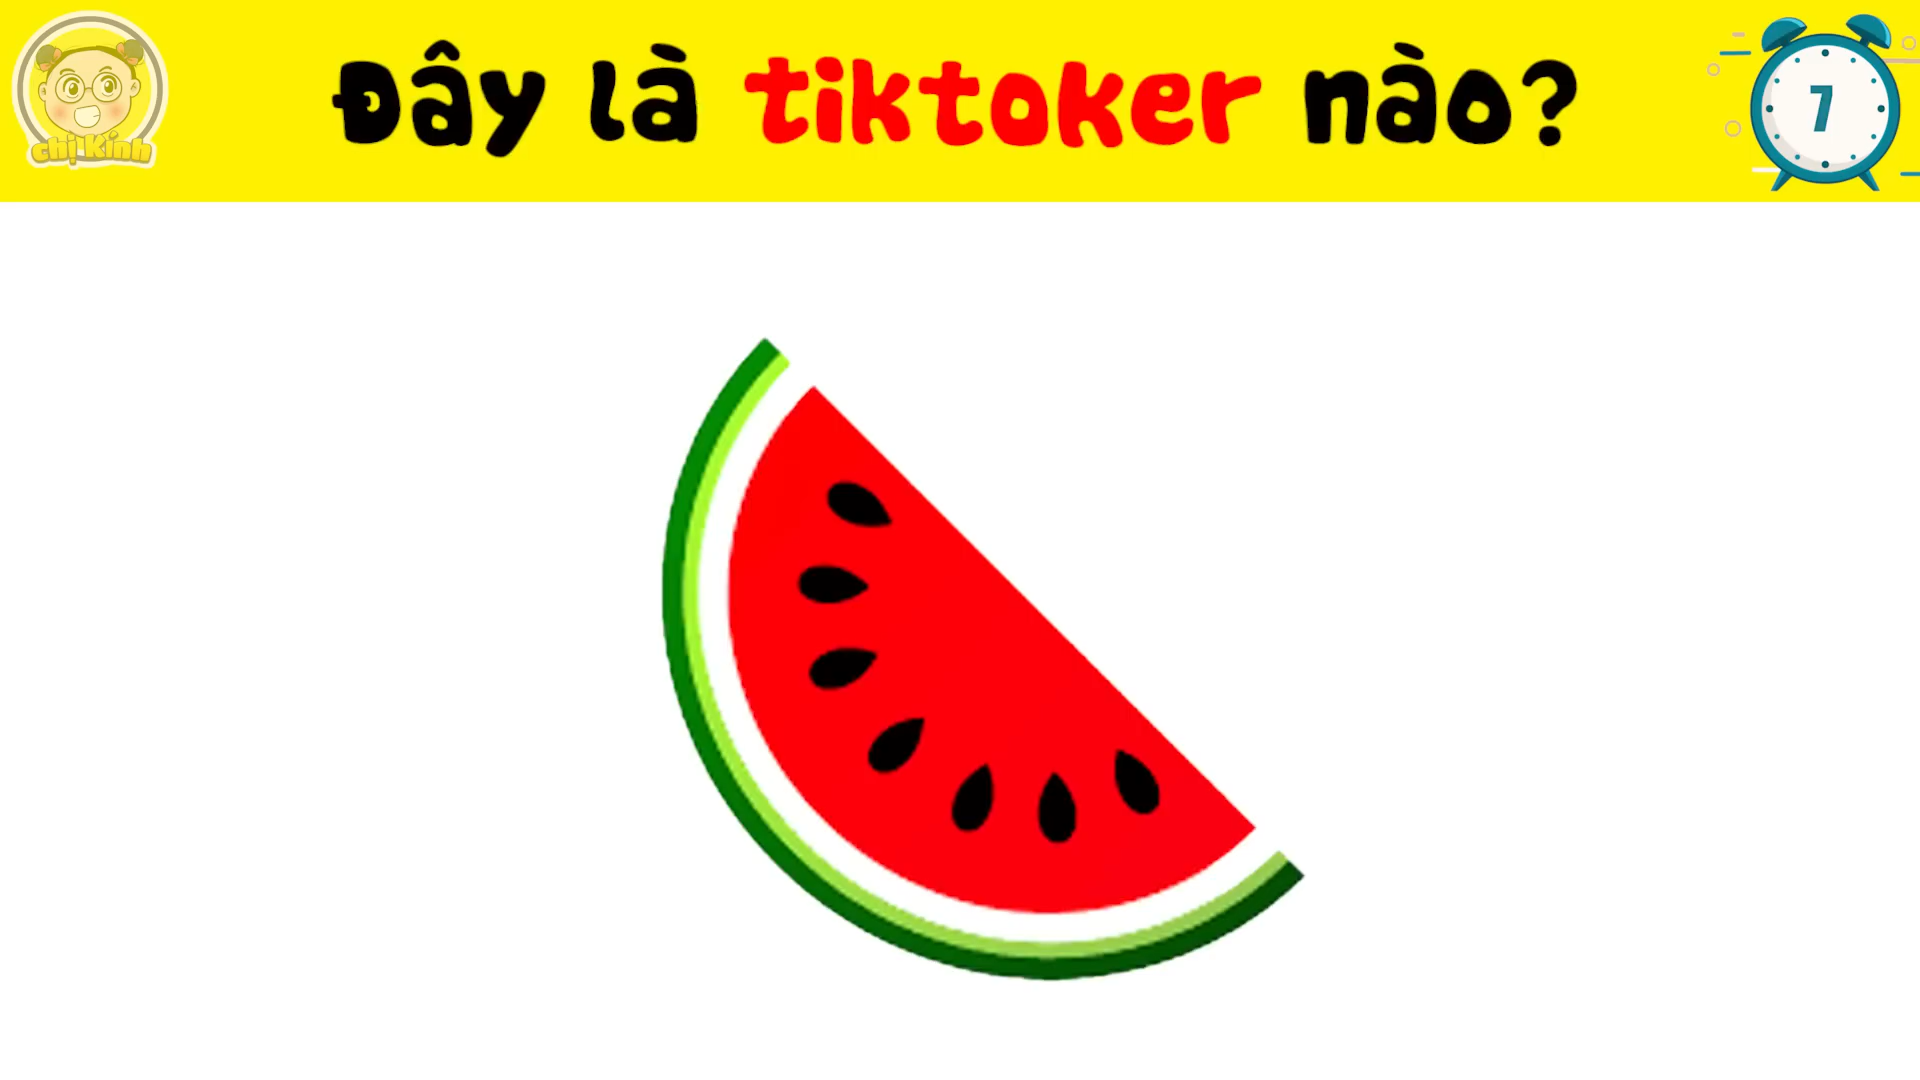 Đây là tiktoker nào?
7
chị Kính